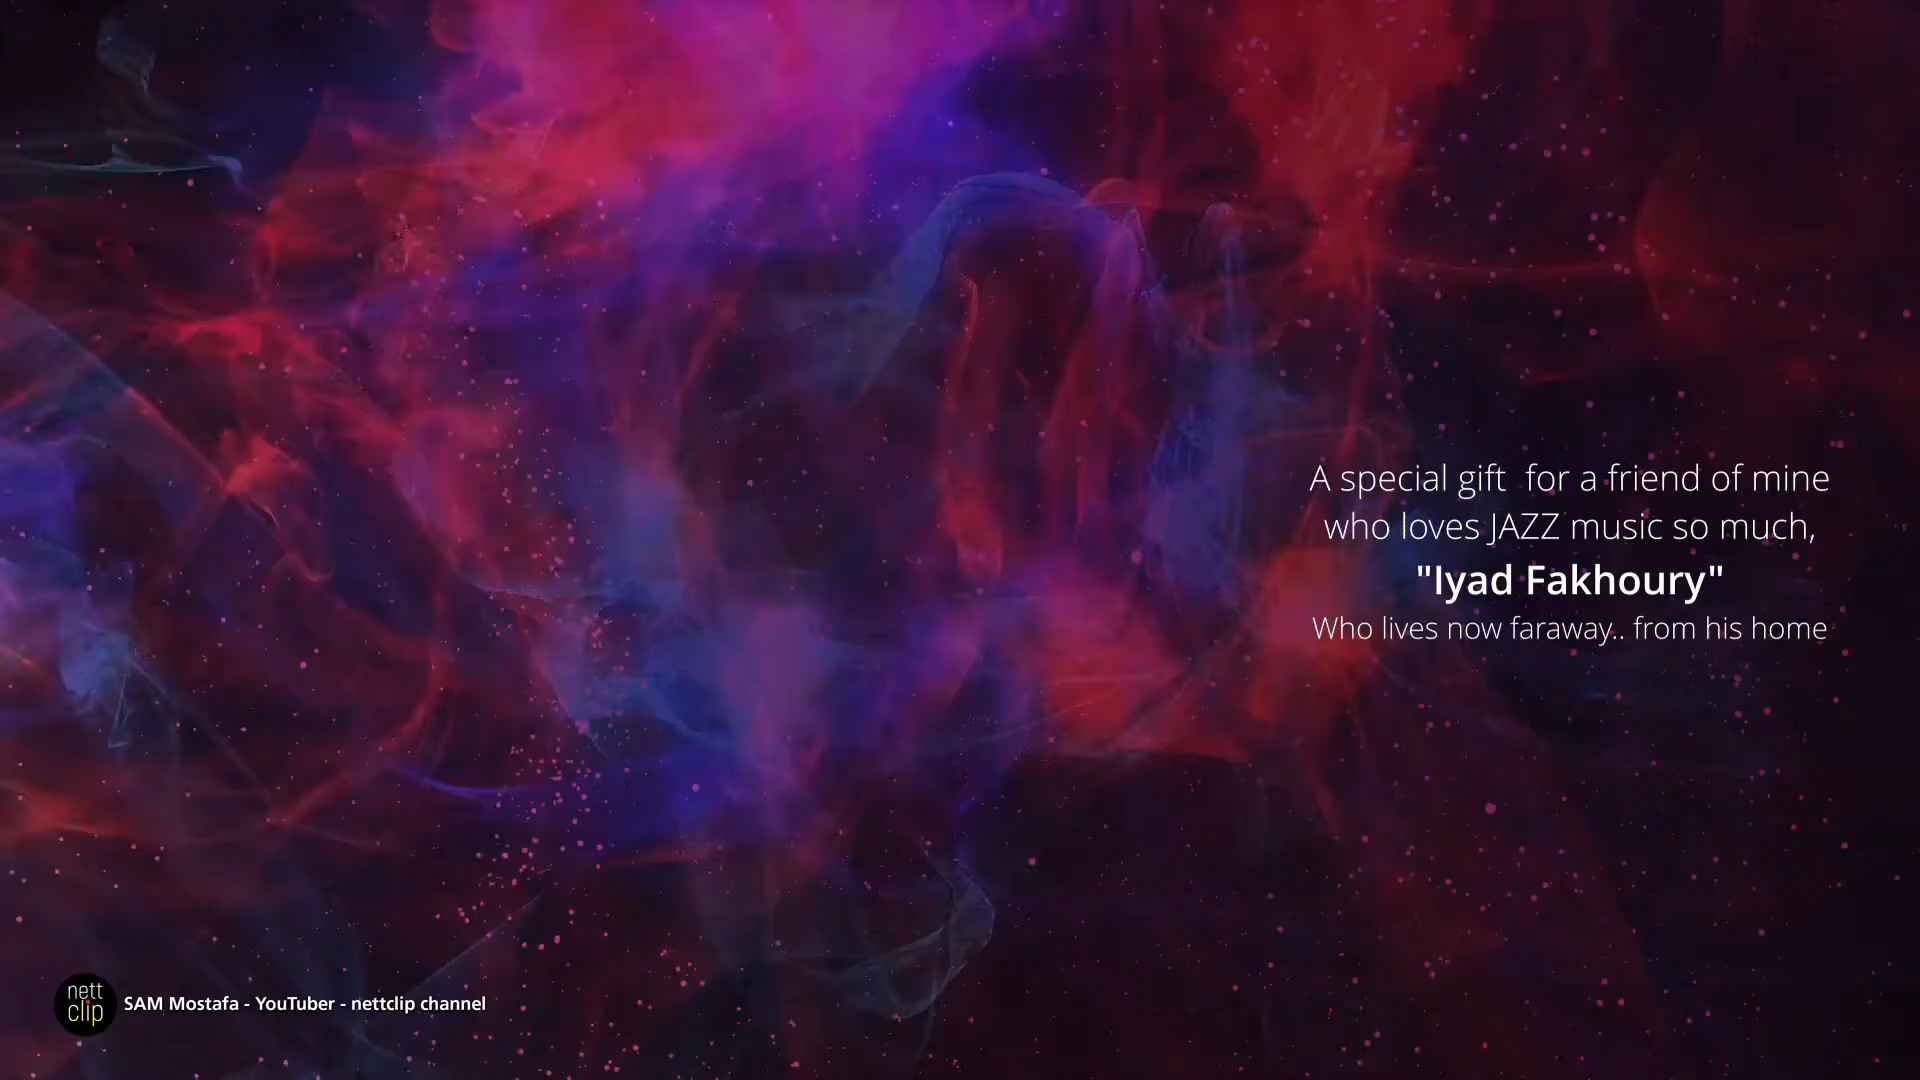 A special gift  for a friend of mine
who loves JAZZ music so much,
"Iyad Fakhoury"
Who lives now faraway.. from his home
nett
clip
SAM Mostafa - YouTuber - nettclip channel